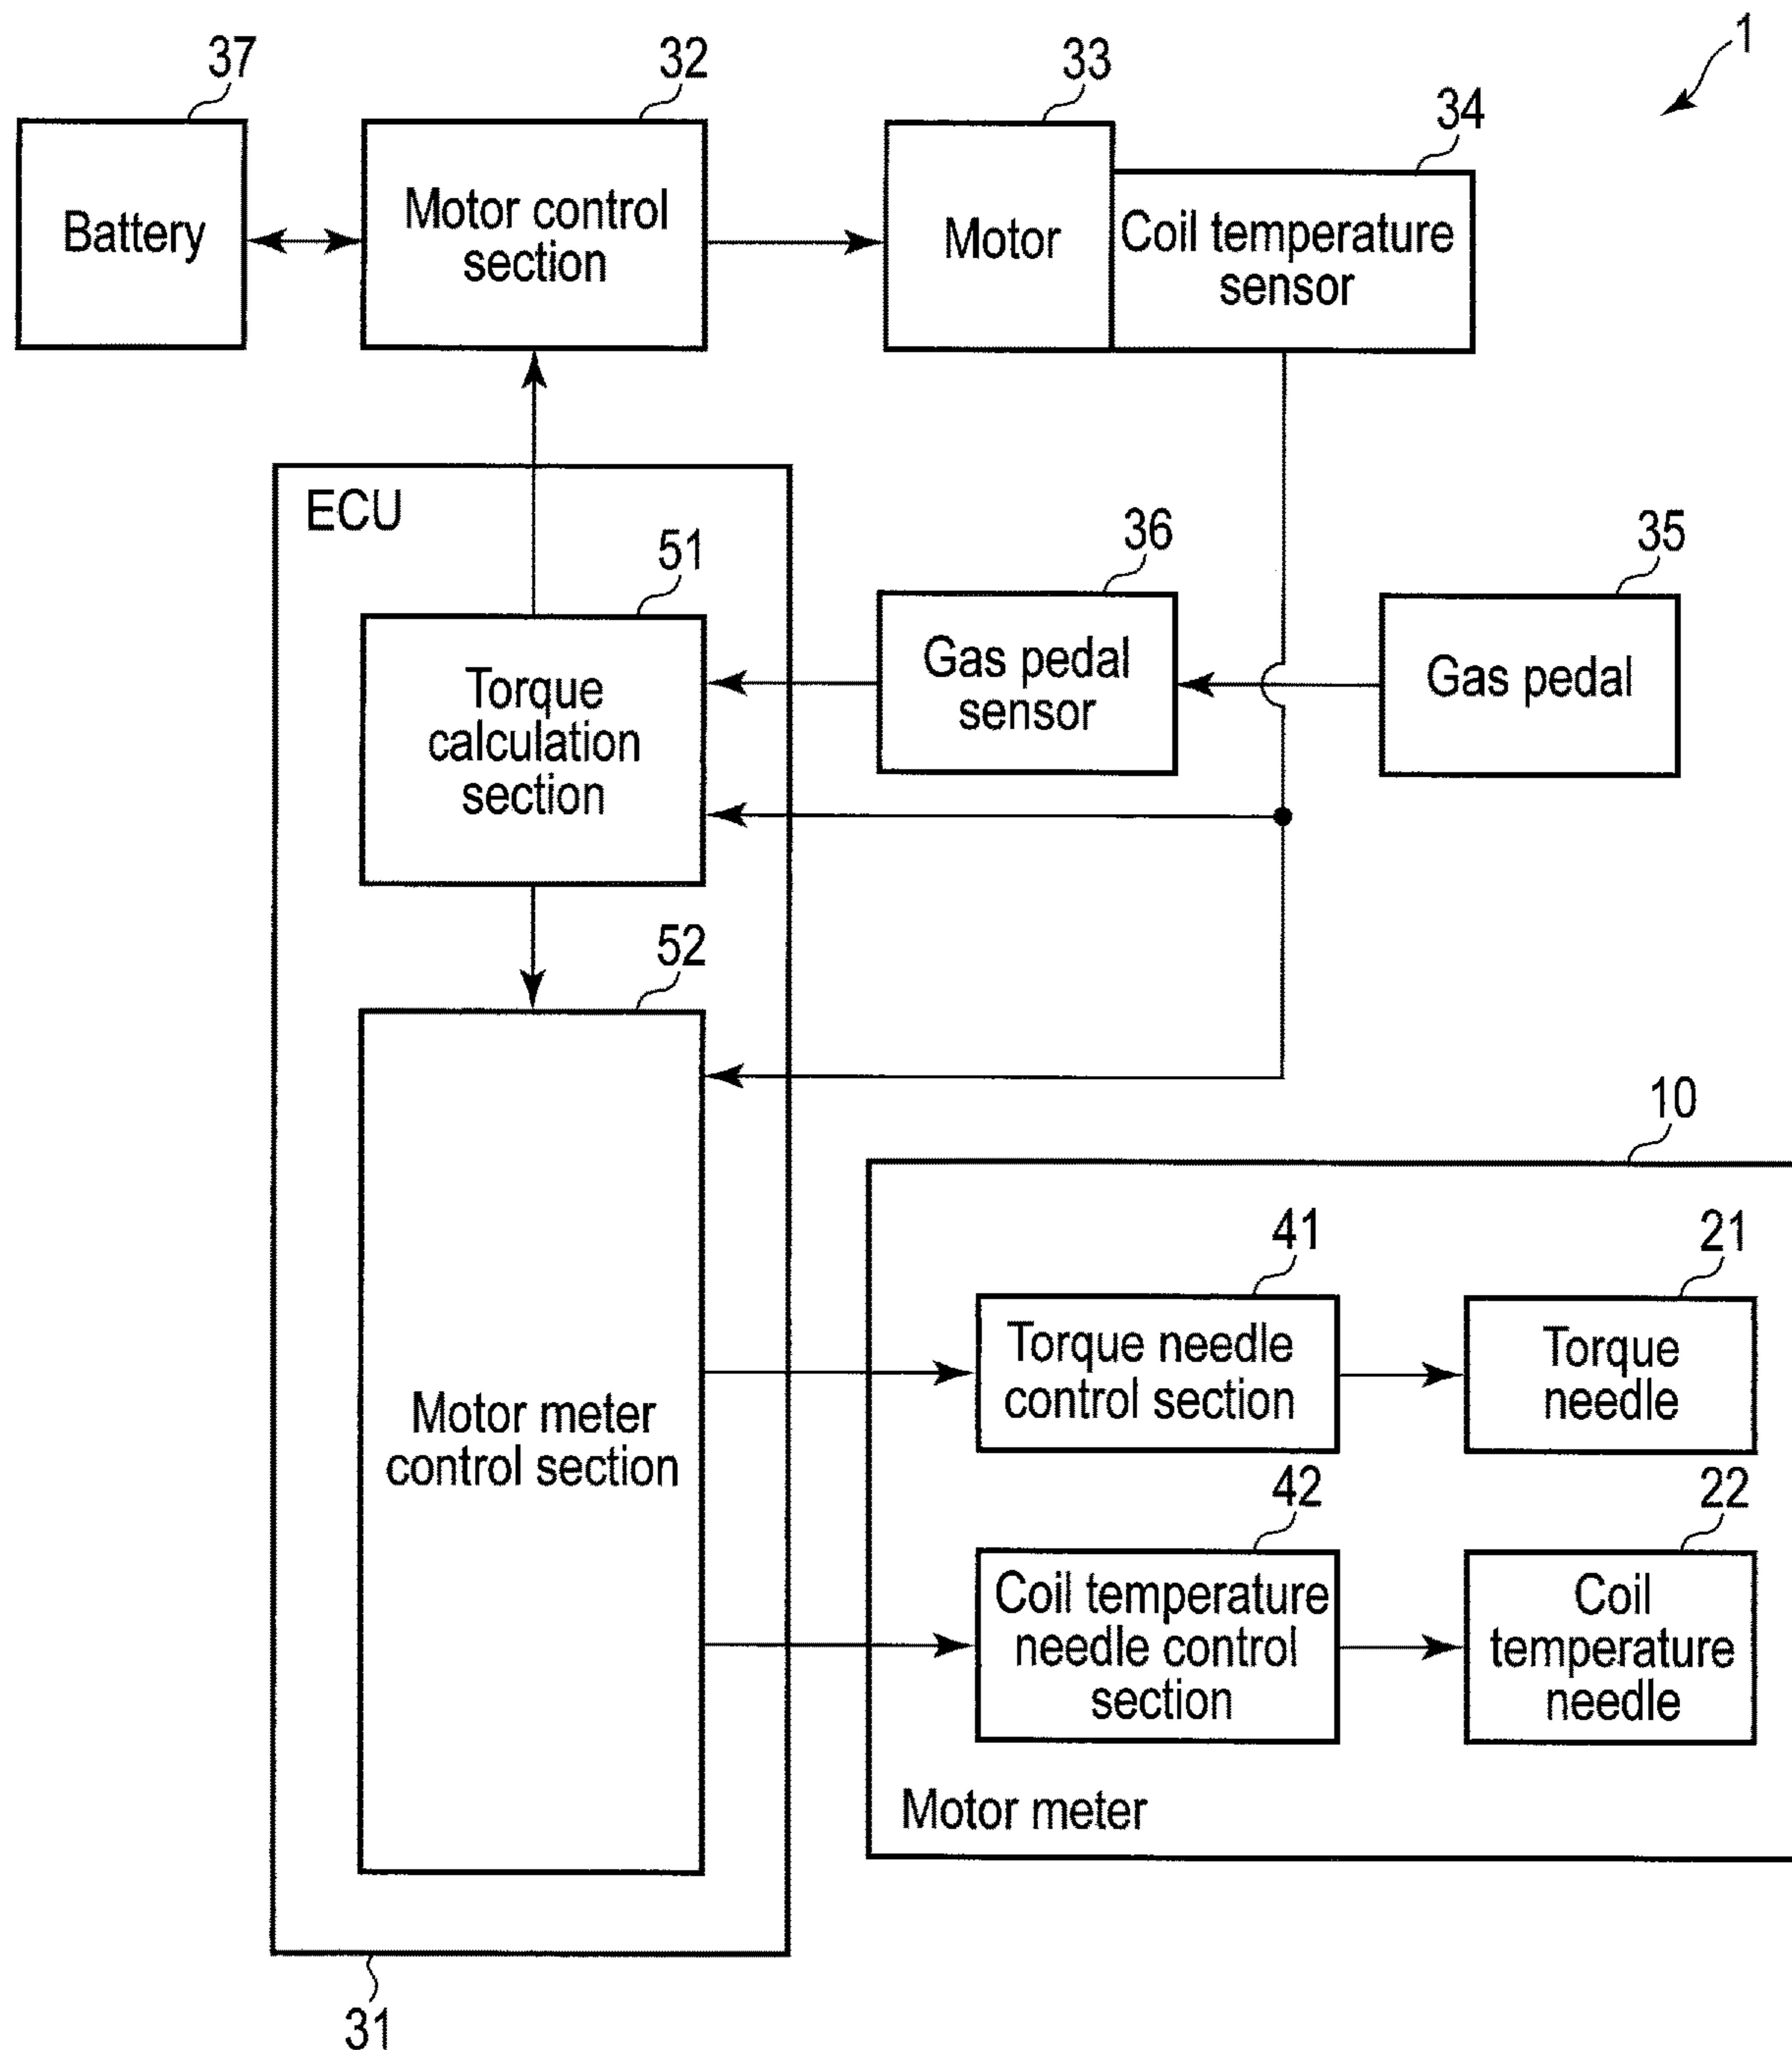 1
37
32
33
34
Battery
Motor control
section
Motor
Coil temperature
sensor
ECU
51
36
35
Torque
calculation
section
Gas pedal
sensor
Gas pedal
52
10
Motor meter
control section
41
21
Torque needle
control section
Torque
needle
42
22
Coil temperature
needle control
section
Coil
temperature
needle
Motor meter
31